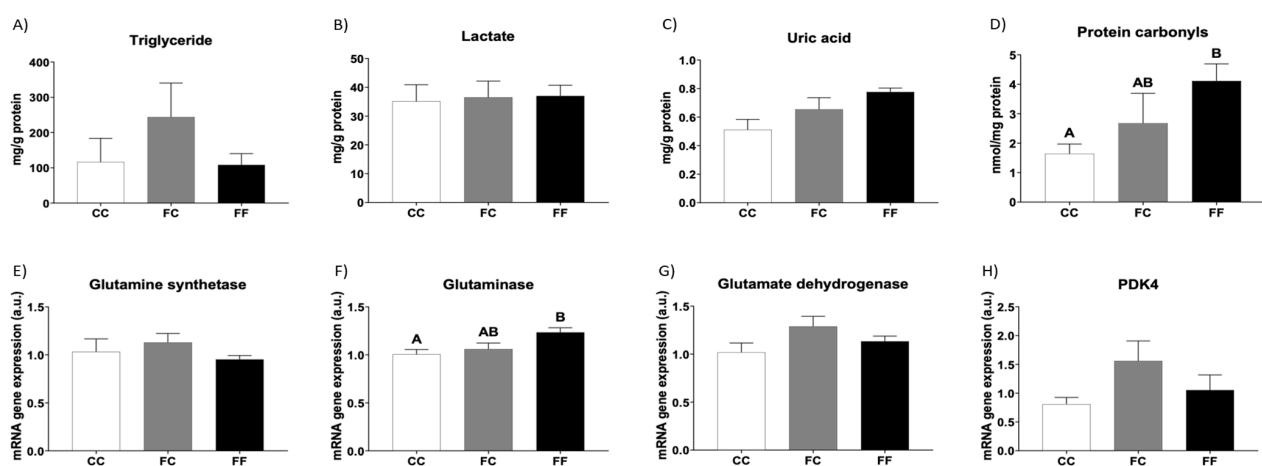 A)
Triglyceride
mg/g protein
400
300
200
100
0
CC FC FF
B)
Lactate
mg/g protein
50
40
30
20
10
0
CC FC FF
C)
Uric acid
mg/g protein
1.0
0.8
0.6
0.4
0.2
0.0
CC FC FF
D)
Protein carbonyls
nmol/mg protein
5
4
3
2
1
0
A AB B
CC FC FF
E)
Glutamine synthetase
mRNA gene expression (a.u.)
1.5
1.0
0.5
0.0
CC FC FF
F)
Glutaminase
mRNA gene expression (a.u.)
1.5
1.0
0.5
0.0
A AB B
CC FC FF
G)
Glutamate dehydrogenase
mRNA gene expression (a.u.)
1.5
1.0
0.5
0.0
CC FC FF
H)
PDK4
mRNA gene expression (a.u.)
2.5
2.0
1.5
1.0
0.5
0.0
CC FC FF